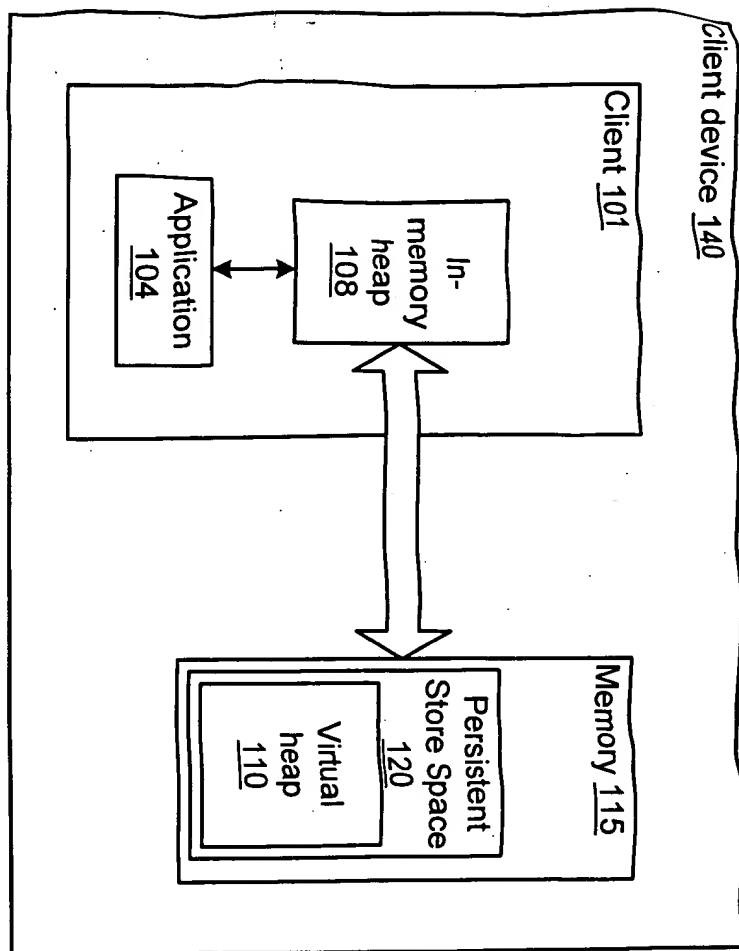 Client device 140
Client 101
In-
memory
heap
108
Application
104
Memory 115
Persistent
Store Space
120
Virtual
heap
110